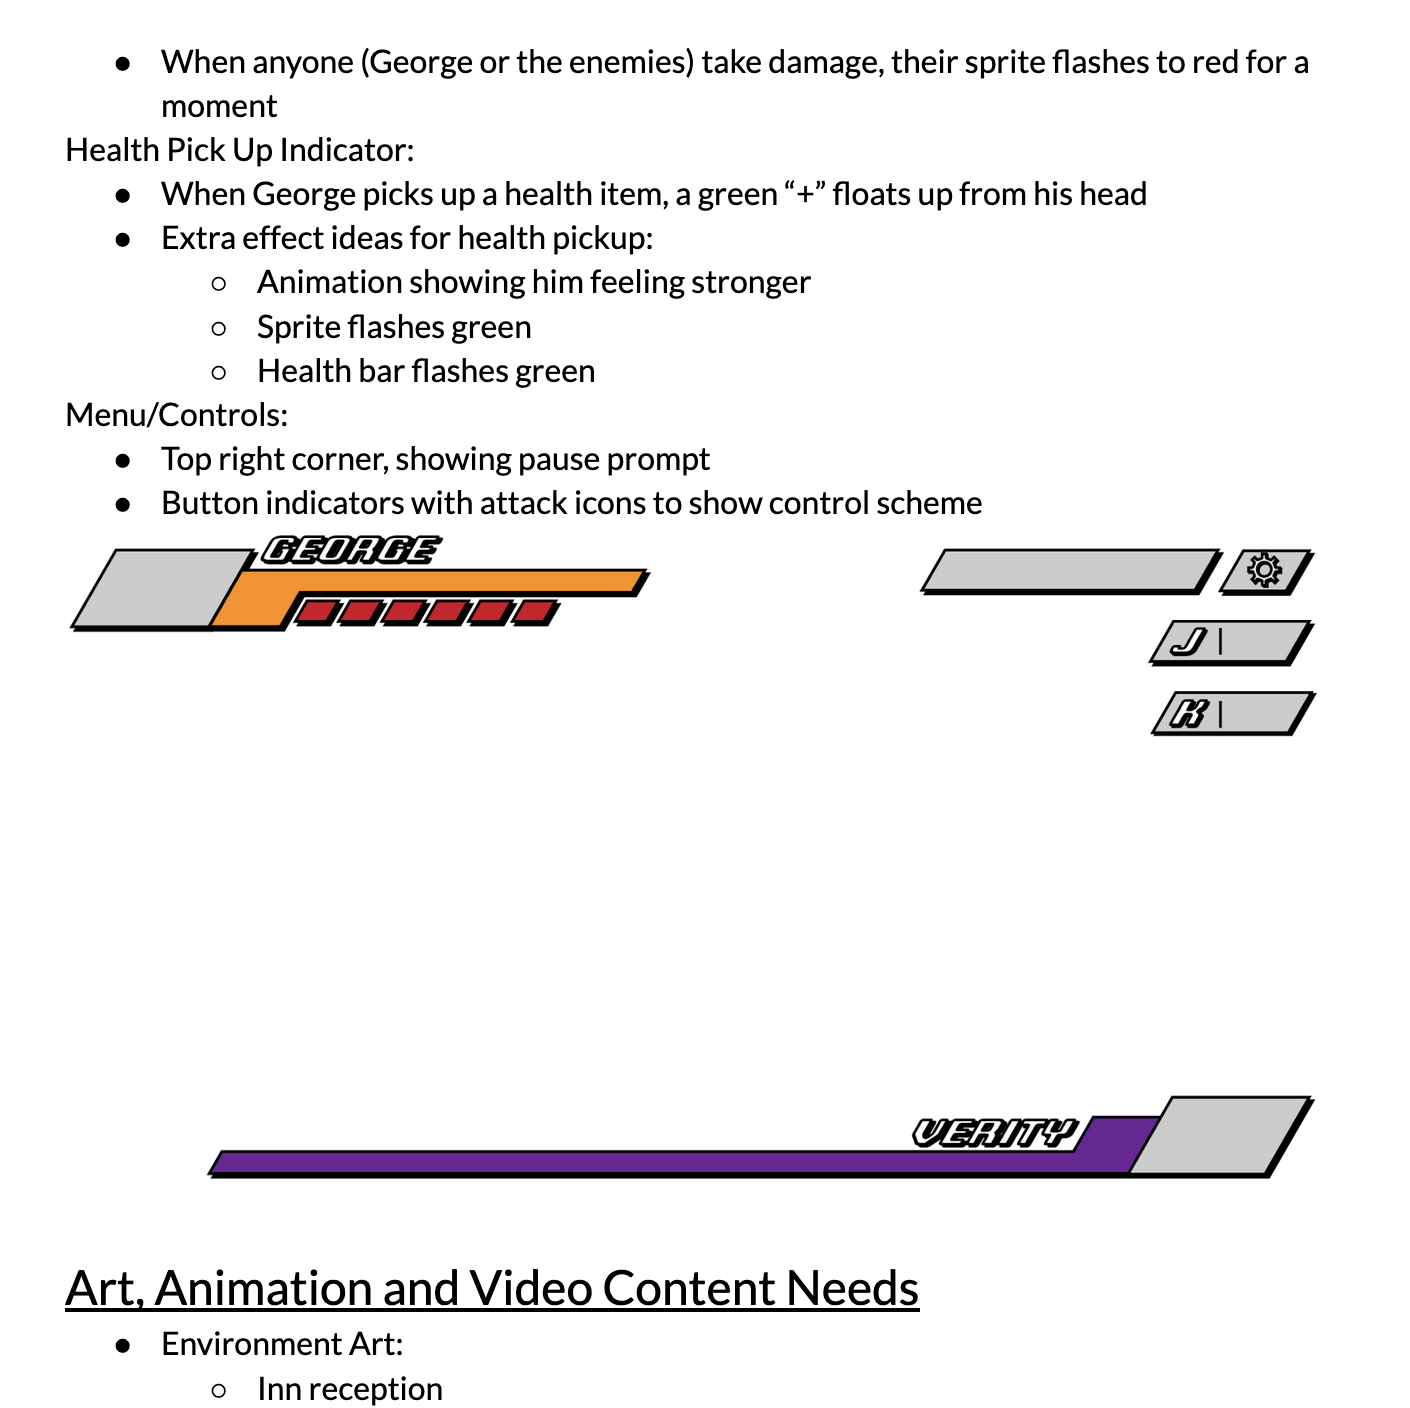 ● When anyone (George or the enemies) take damage, their sprite flashes to red for a
moment
Health Pick Up Indicator:
● When George picks up a health item, a green “+” floats up from his head
● Extra effect ideas for health pickup:
○ Animation showing him feeling stronger
○ Sprite flashes green
○ Health bar flashes green
Menu/Controls:
● Top right corner, showing pause prompt
● Button indicators with attack icons to show control scheme
GEORGE
J |
K |
VERITY
Art, Animation and Video Content Needs
● Environment Art:
○ Inn reception